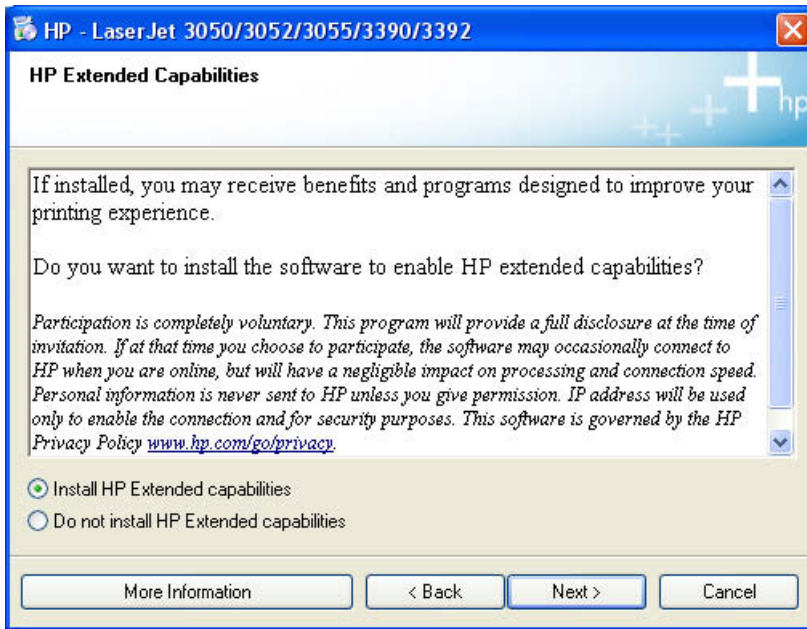 HP - LaserJet 3050/3052/3055/3390/3392
HP Extended Capabilities
hp
If installed, you may receive benefits and programs designed to improve your
printing experience.
Do you want to install the software to enable HP extended capabilities?
Participation is completely voluntary. This program will provide a full disclosure at the time of
invitation. If at that time you choose to participate, the software may occasionally connect to
HP when you are online, but will have a negligible impact on processing and connection speed.
Personal information is never sent to HP unless you give permission. IP address will be used
only to enable the connection and for security purposes. This software is governed by the HP
Privacy Policy www.hp.com/go/privacy.
Install HP Extended capabilities
Do not install HP Extended capabilities
More Information < Back Next > Cancel